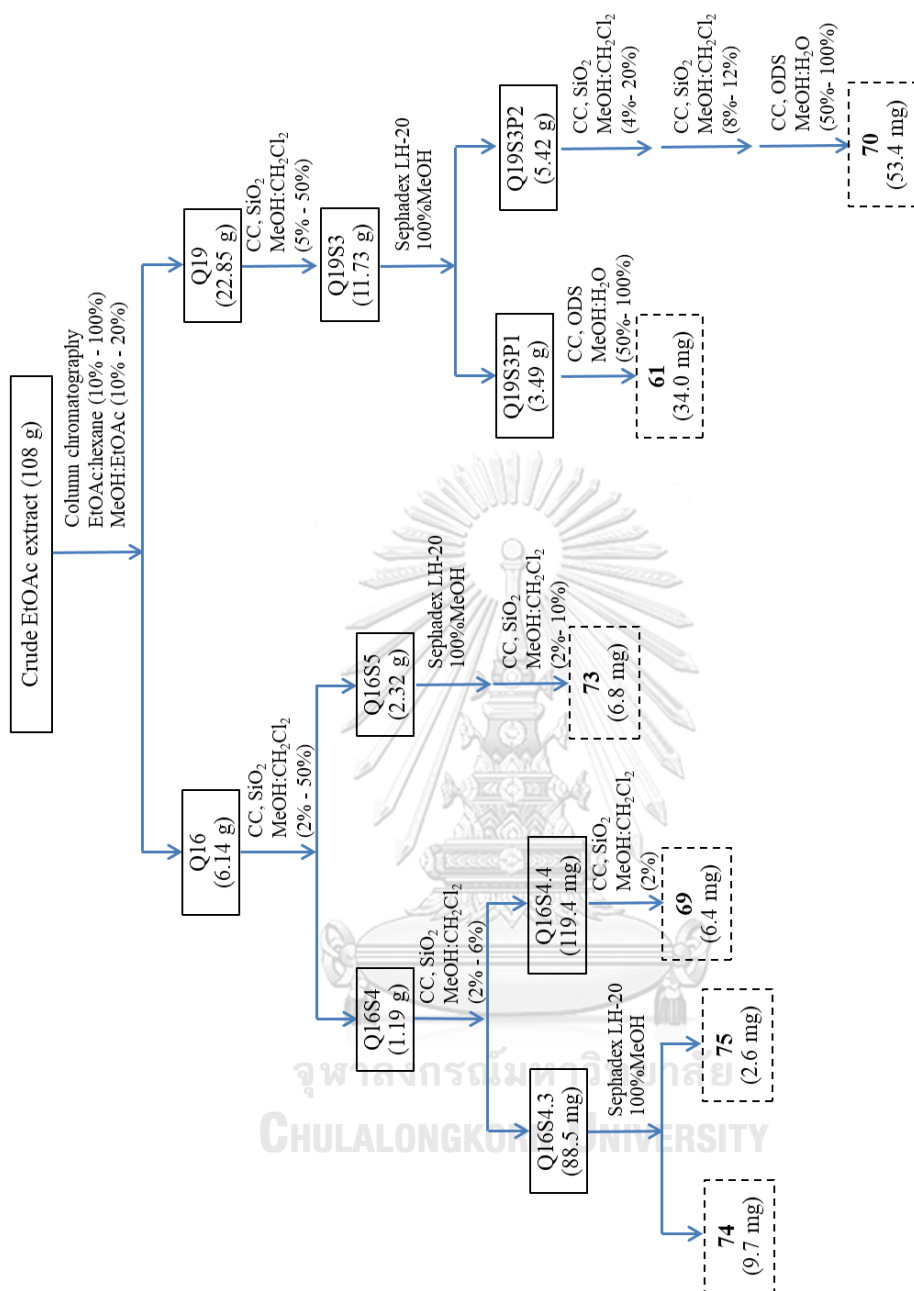 Crude EtOAc extract (108 g)
Column chromatography
EtOAc:hexane (10% - 100%)
MeOH:EtOAc (10% - 20%)
Q16
(6.14 g)
Q19
(22.85 g)
CC, SiO₂
MeOH:CH₂Cl₂
(2% - 50%)
CC, SiO₂
MeOH:CH₂Cl₂
(5% - 50%)
Q16S4
(1.19 g)
Q16S5
(2.32 g)
Q19S3
(11.73 g)
CC, SiO₂
MeOH:CH₂Cl₂
(2% - 6%)
Sephadex LH-20
100%MeOH
Sephadex LH-20
100%MeOH
CC, SiO₂
MeOH:CH₂Cl₂
(2%- 10%)
Q16S4.3
(88.5 mg)
Q16S4.4
(119.4 mg)
73
(6.8 mg)
Q19S3P1
(3.49 g)
Q19S3P2
(5.42 g)
Sephadex LH-20
100%MeOH
CC, SiO₂
MeOH:CH₂Cl₂
(2%)
CC, ODS
MeOH:H₂O
(50%- 100%)
CC, SiO₂
MeOH:CH₂Cl₂
(4%- 20%)
CC, SiO₂
MeOH:CH₂Cl₂
(8%- 12%)
CC, ODS
MeOH:H₂O
(50%- 100%)
74
(9.7 mg)
75
(2.6 mg)
69
(6.4 mg)
61
(34.0 mg)
70
(53.4 mg)
จุฬาลงกรณ์มหาวิทยาลัย
CHULALONGKORN UNIVERSITY